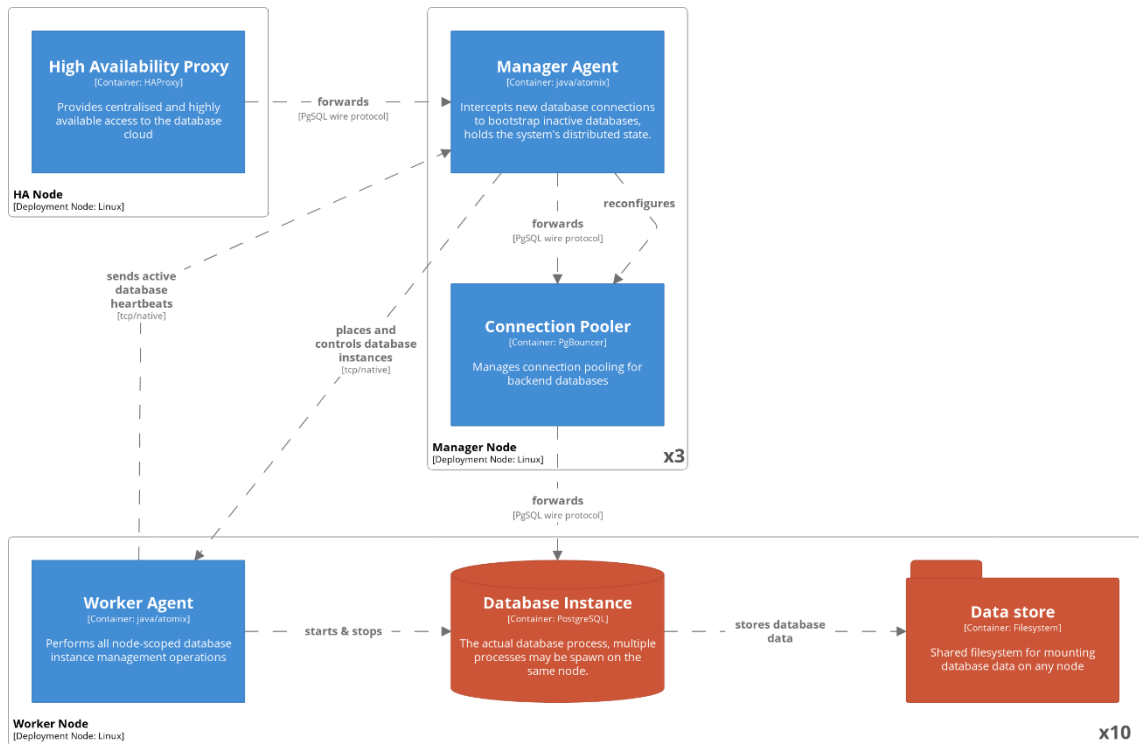 High Availability Proxy
[Container: HAProxy]
Provides centralised and highly
available access to the database
cloud
HA Node
[Deployment Node: Linux]
forwards
[PgSQL wire protocol]
Manager Agent
[Container: java/atomix]
Intercepts new database connections
to bootstrap inactive databases,
holds the system's distributed state.
reconfigures
forwards
[PgSQL wire protocol]
sends active
database
heartbeats
[tcp/native]
places and
controls database
instances
[tcp/native]
Connection Pooler
[Container: PgBouncer]
Manages connection pooling for
backend databases
Manager Node
[Deployment Node: Linux]
x3
forwards
[PgSQL wire protocol]
Worker Agent
[Container: java/atomix]
Performs all node-scoped database
instance management operations
starts & stops
Database Instance
[Container: PostgreSQL]
The actual database process, multiple
processes may be spawn on the
same node.
stores database
data
Data store
[Container: Filesystem]
Shared filesystem for mounting
database data on any node
Worker Node
[Deployment Node: Linux]
x10